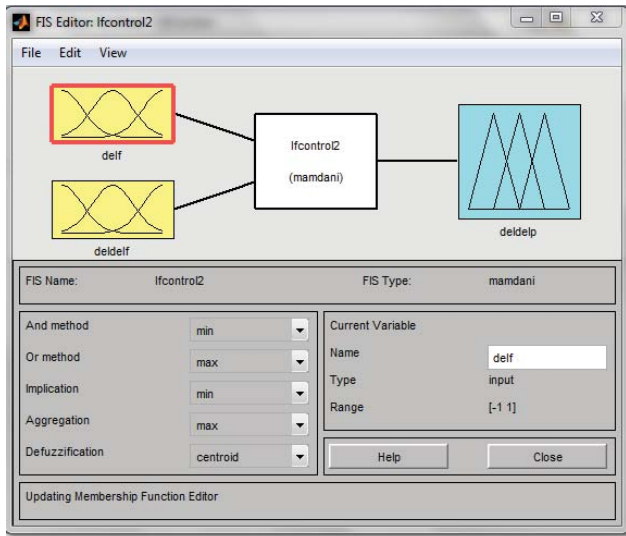 FIS Editor: lfcontrol2
File Edit View
delf
deldelf
lfcontrol2
(mamdani)
deldelp
FIS Name: lfcontrol2 FIS Type: mamdani
And method min
Or method max
Implication min
Aggregation max
Defuzzification centroid
Current Variable
Name delf
Type input
Range [-1 1]
Help Close
Updating Membership Function Editor